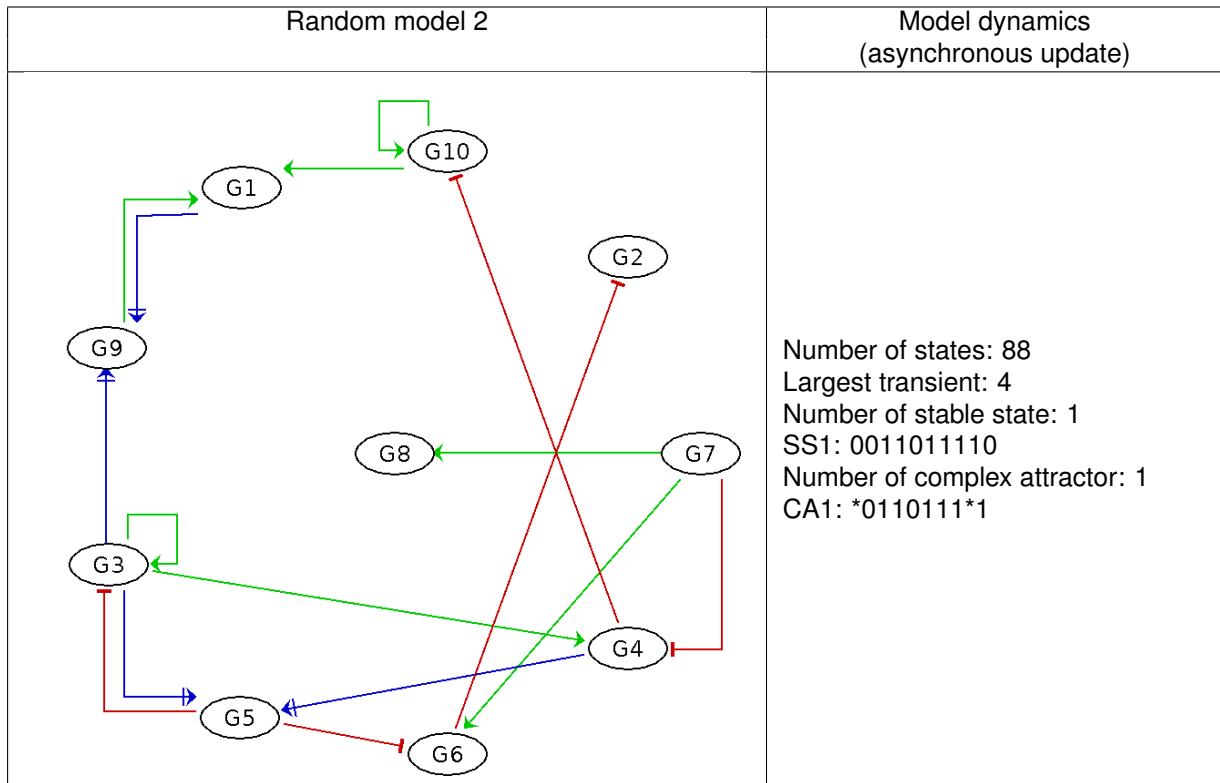 Random model 2
Model dynamics
(asynchronous update)
G10
G1
G2
G9
G8
G7
G3
G4
G5
G6
Number of states: 88
Largest transient: 4
Number of stable state: 1
SS1: 0011011110
Number of complex attractor: 1
CA1: *0110111*1